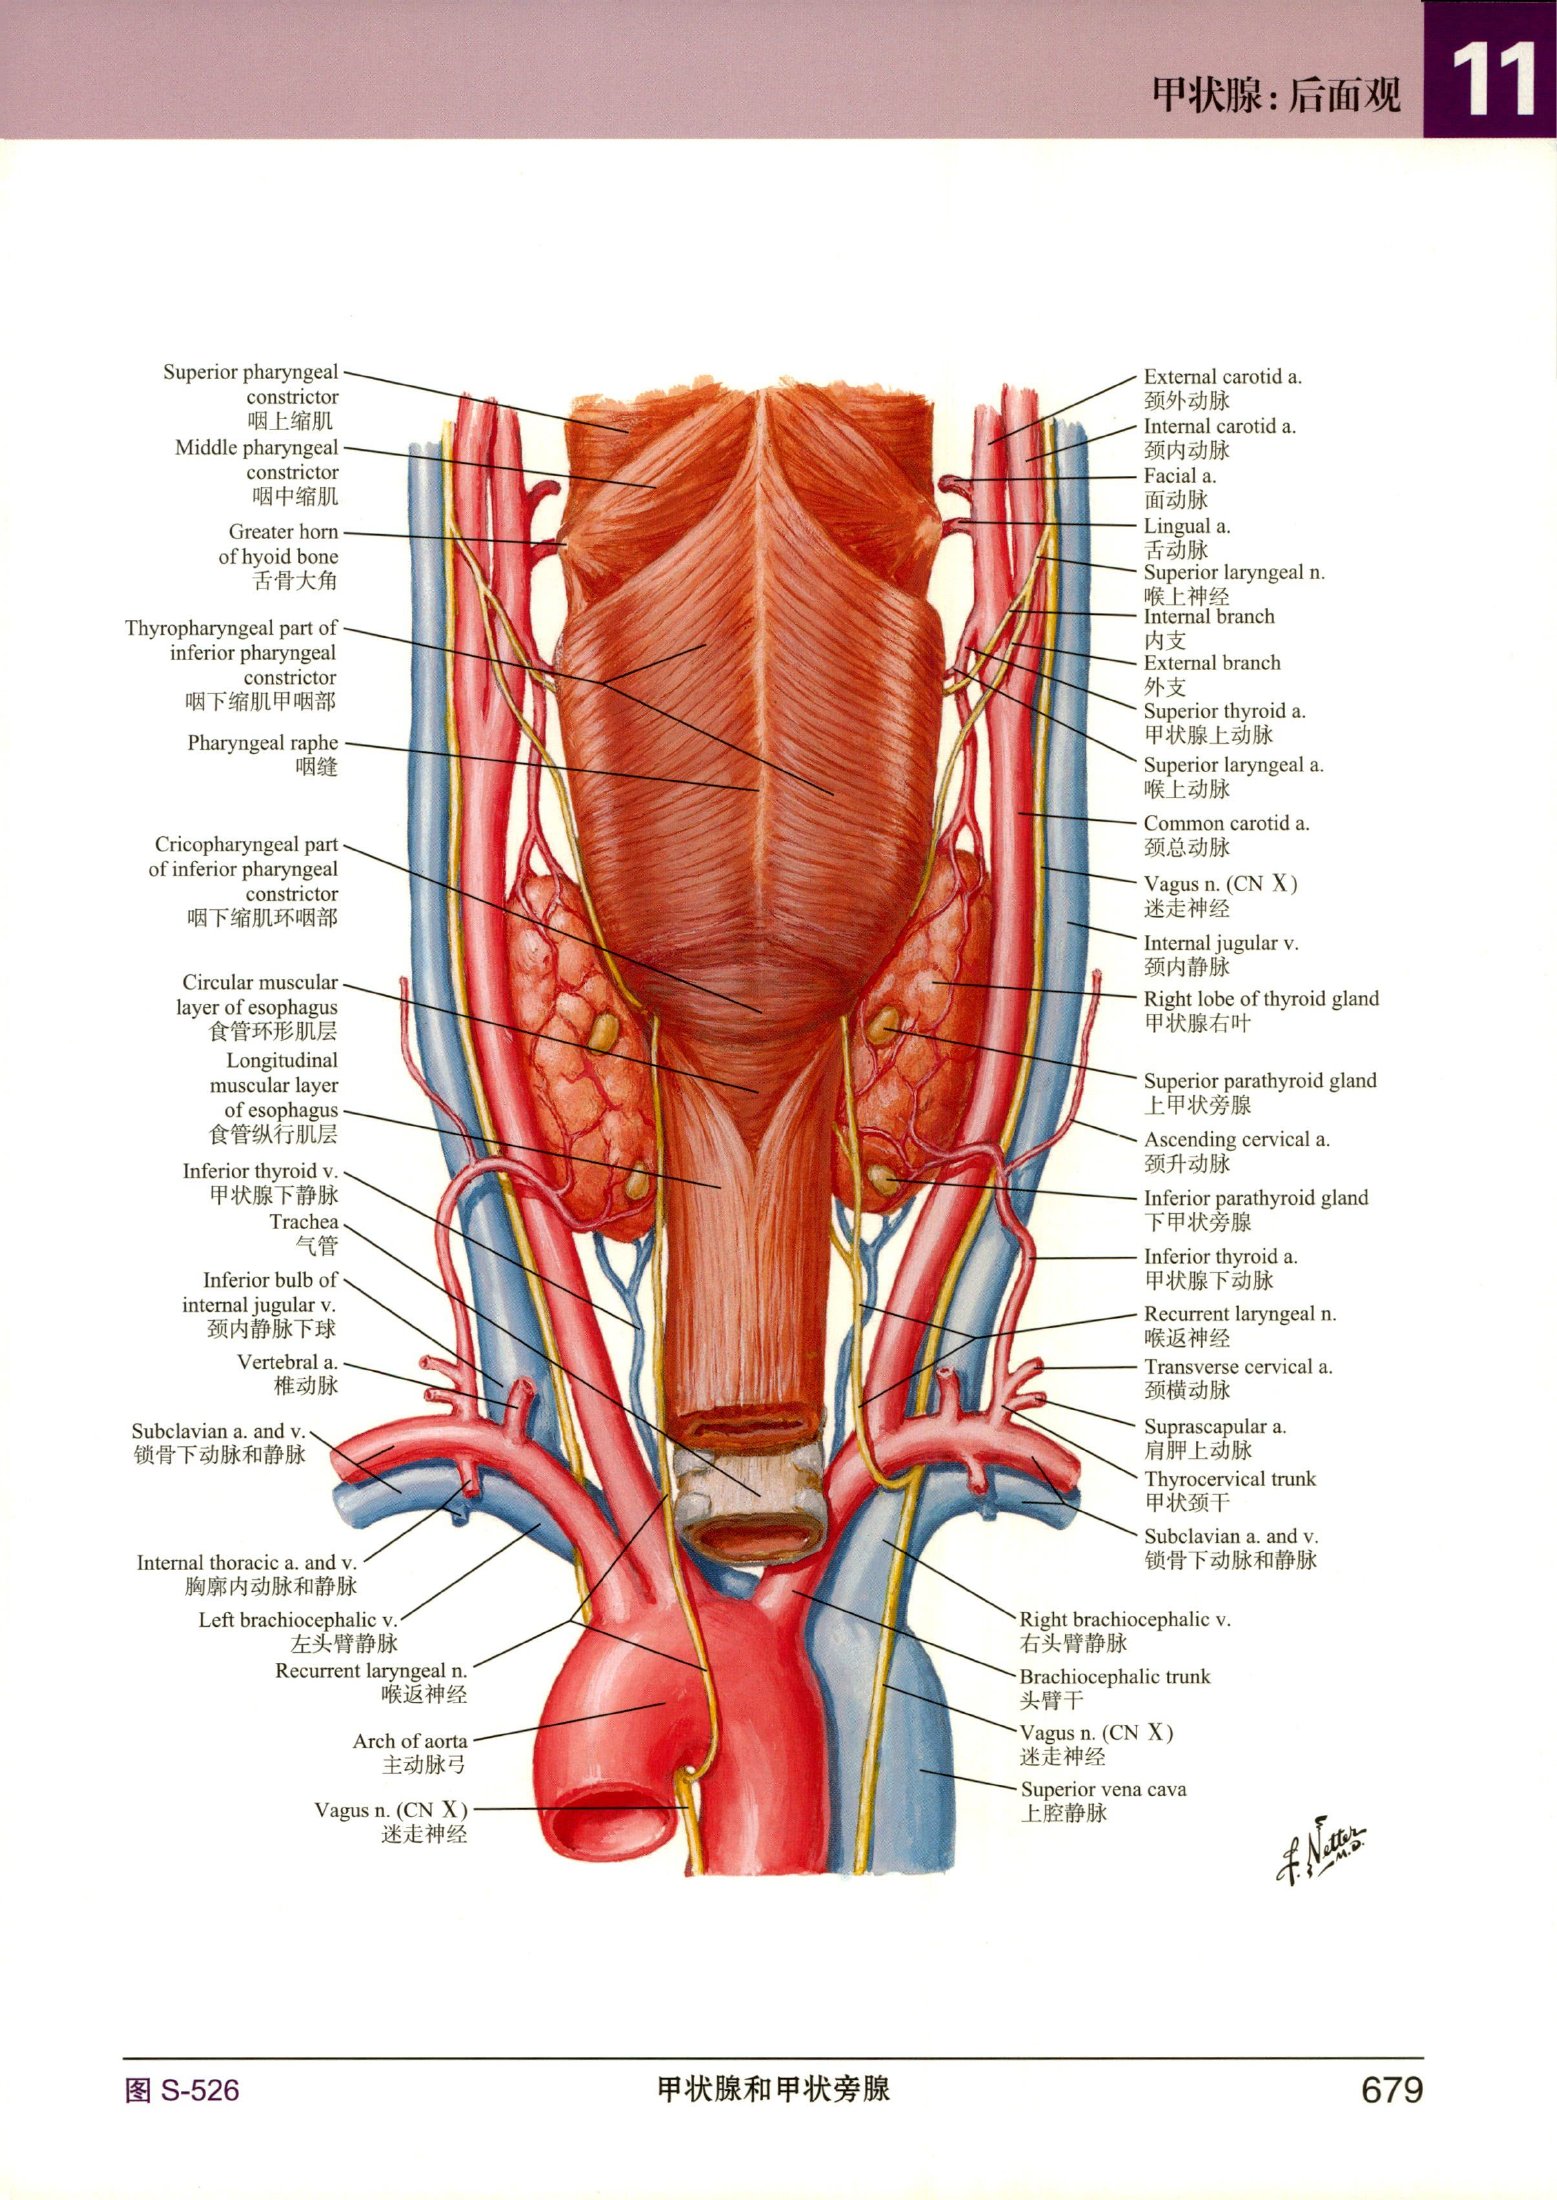 甲状腺：后面观
11
Superior pharyngeal
constrictor
咽上缩肌
Middle pharyngeal
constrictor
咽中缩肌
Greater horn
of hyoid bone
舌骨大角
Thyropharyngeal part of
inferior pharyngeal
constrictor
咽下缩肌甲咽部
Pharyngeal raphe
咽缝
Cricopharyngeal part
of inferior pharyngeal
constrictor
咽下缩肌环咽部
Circular muscular
layer of esophagus
食管环形肌层
Longitudinal
muscular layer
of esophagus
食管纵行肌层
Inferior thyroid v.
甲状腺下静脉
Trachea
气管
Inferior bulb of
internal jugular v.
颈内静脉下球
Vertebral a.
椎动脉
Subclavian a. and v.
锁骨下动脉和静脉
Internal thoracic a. and v.
胸廓内动脉和静脉
Left brachiocephalic v.
左头臂静脉
Recurrent laryngeal n.
喉返神经
Arch of aorta
主动脉弓
Vagus n. (CN X)
迷走神经
External carotid a.
颈外动脉
Internal carotid a.
颈内动脉
Facial a.
面动脉
Lingual a.
舌动脉
Superior laryngeal n.
喉上神经
Internal branch
内支
External branch
外支
Superior thyroid a.
甲状腺上动脉
Superior laryngeal a.
喉上动脉
Common carotid a.
颈总动脉
Vagus n. (CN X)
迷走神经
Internal jugular v.
颈内静脉
Right lobe of thyroid gland
甲状腺右叶
Superior parathyroid gland
上甲状旁腺
Ascending cervical a.
颈升动脉
Inferior parathyroid gland
下甲状旁腺
Inferior thyroid a.
甲状腺下动脉
Recurrent laryngeal n.
喉返神经
Transverse cervical a.
颈横动脉
Suprascapular a.
肩胛上动脉
Thyrocervical trunk
甲状颈干
Subclavian a. and v.
锁骨下动脉和静脉
Right brachiocephalic v.
右头臂静脉
Brachiocephalic trunk
头臂干
Vagus n. (CN X)
迷走神经
Superior vena cava
上腔静脉
F. Netter
M.D.
图 S-526
甲状腺和甲状旁腺
679